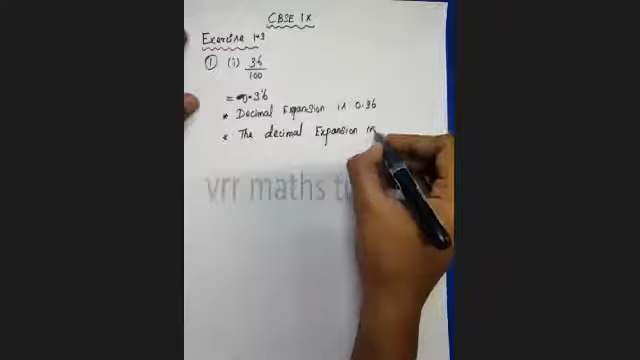 CBSE IX
Exercise 1.3
① (i) 36/100
= 0.36
* Decimal Expansion is 0.36
* The decimal Expansion is
vrr maths t